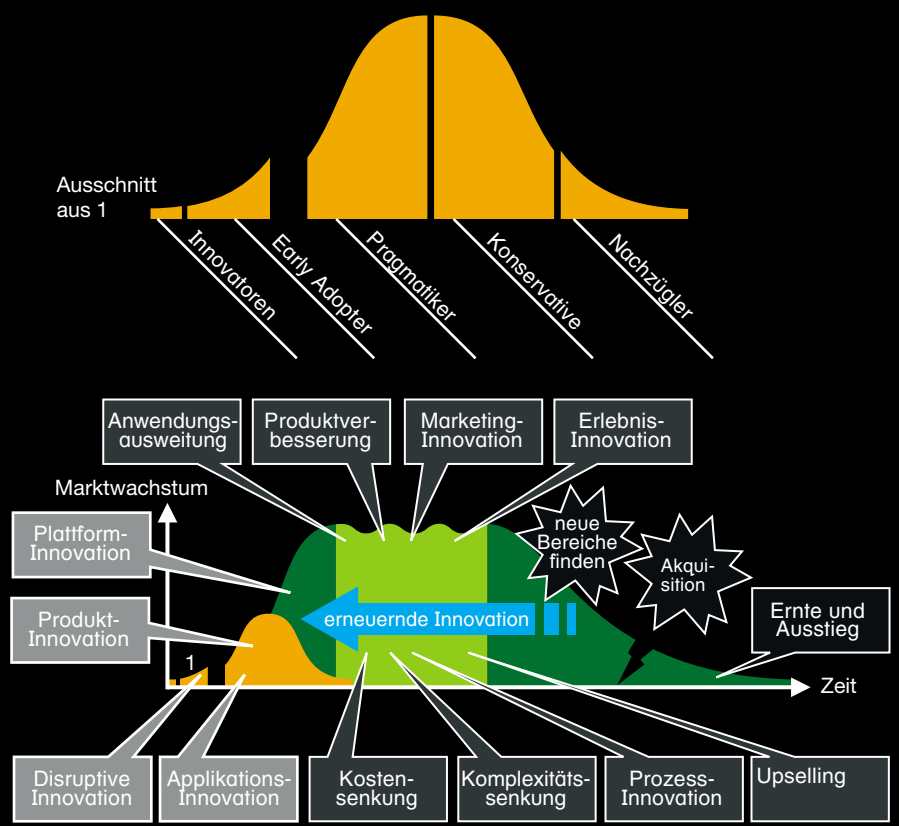 Ausschnitt
aus 1
Innovatoren
Early Adopter
Pragmatiker
Konservative
Nachzügler
Anwendungs-
ausweitung
Produktver-
besserung
Marketing-
Innovation
Erlebnis-
Innovation
Marktwachstum
Plattform-
Innovation
neue
Bereiche
finden
Akqui-
sition
Produkt-
Innovation
erneuernde Innovation
Ernte und
Ausstieg
1
Zeit
Disruptive
Innovation
Applikations-
Innovation
Kosten-
senkung
Komplexitäts-
senkung
Prozess-
Innovation
Upselling